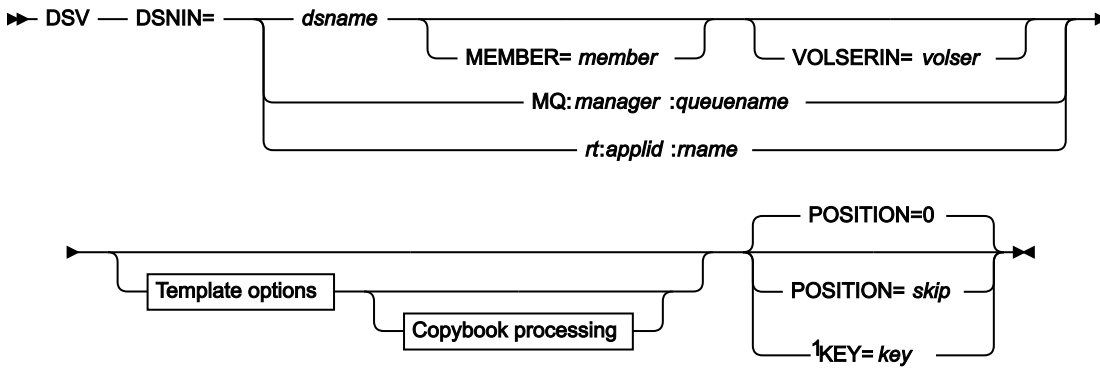 DSV DSNIN= dsname
MEMBER= member VOLSERIN= volser
MQ:manager :queuename
rt:applid :rname
POSITION=0
Template options POSITION= skip
Copybook processing
1KEY= key